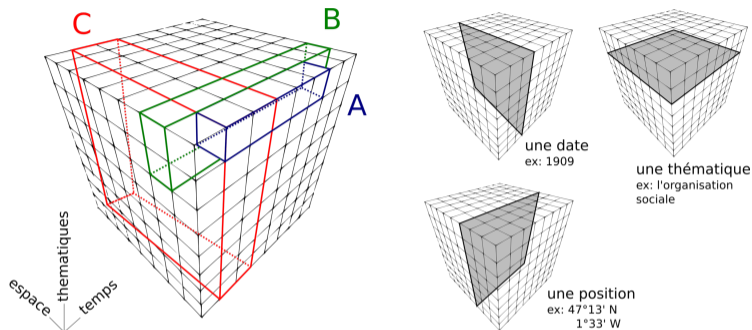 C
B
A
thematiques
espace
temps
une date
ex: 1909
une thématique
ex: l'organisation
sociale
une position
ex: 47°13' N
1°33' W